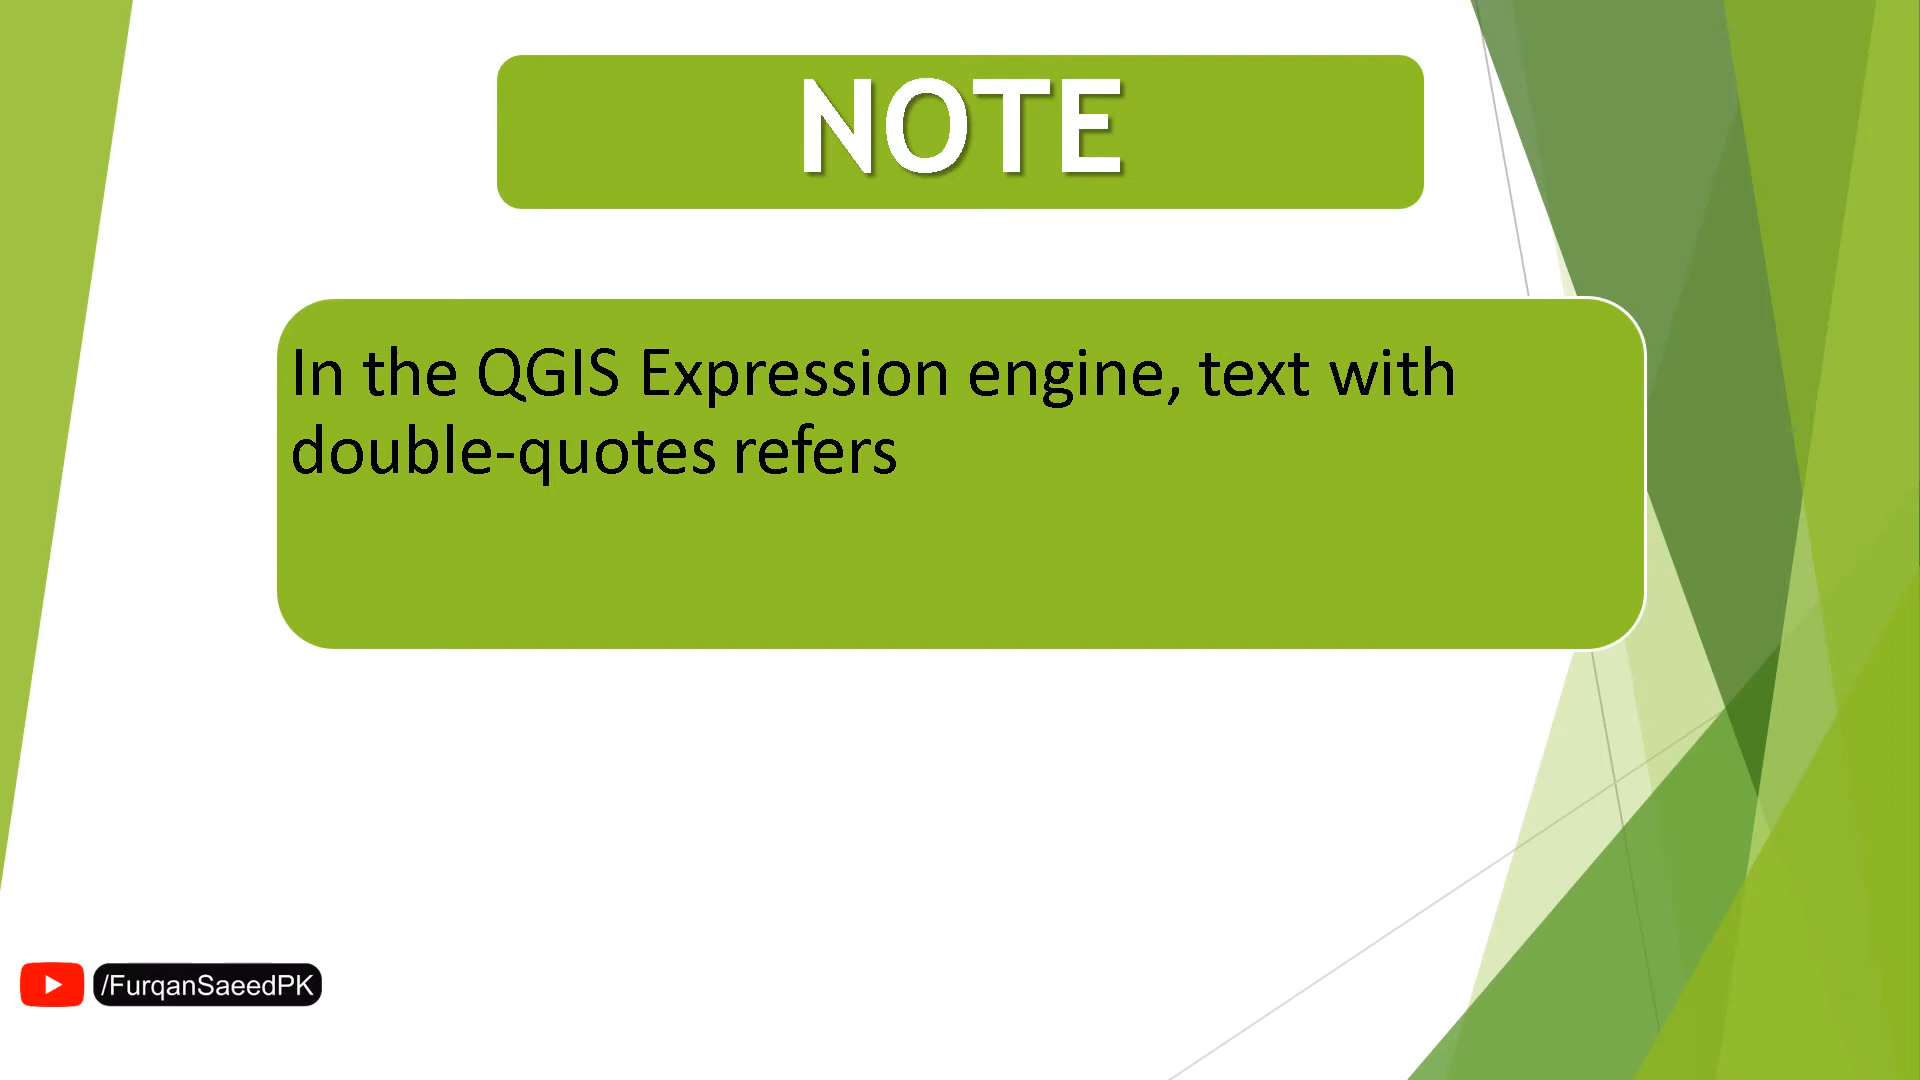 NOTE
In the QGIS Expression engine, text with
double-quotes refers
/FurqanSaeedPK